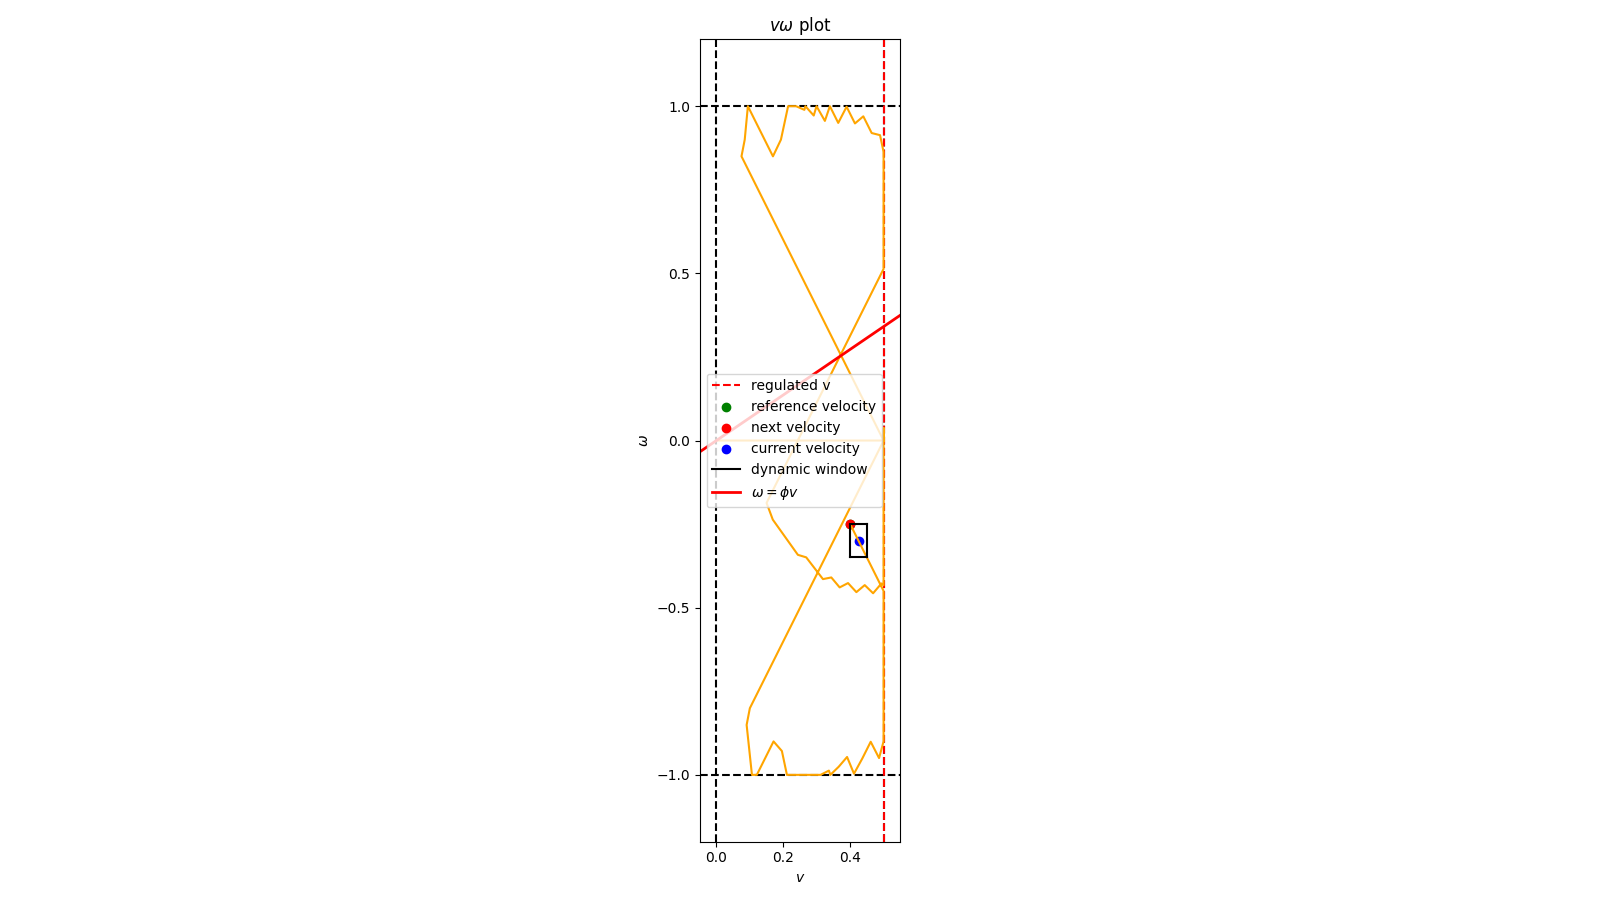 vω plot
1.0
0.5
0.0
−0.5
−1.0
ω
regulated v
reference velocity
next velocity
current velocity
dynamic window
ω = ϕv
0.0 0.2 0.4
v